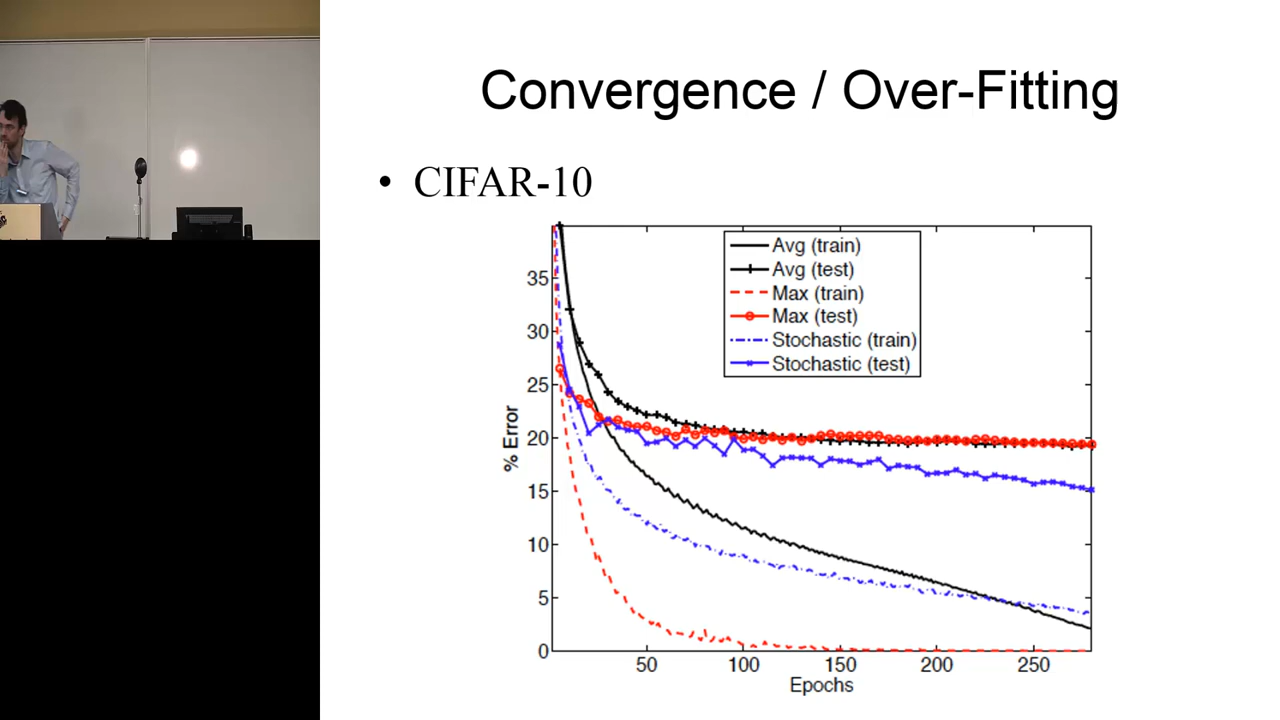 Convergence / Over-Fitting
• CIFAR-10
Avg (train)
Avg (test)
Max (train)
Max (test)
Stochastic (train)
Stochastic (test)
35
30
25
20
15
10
5
0
% Error
50
100
150
200
250
Epochs